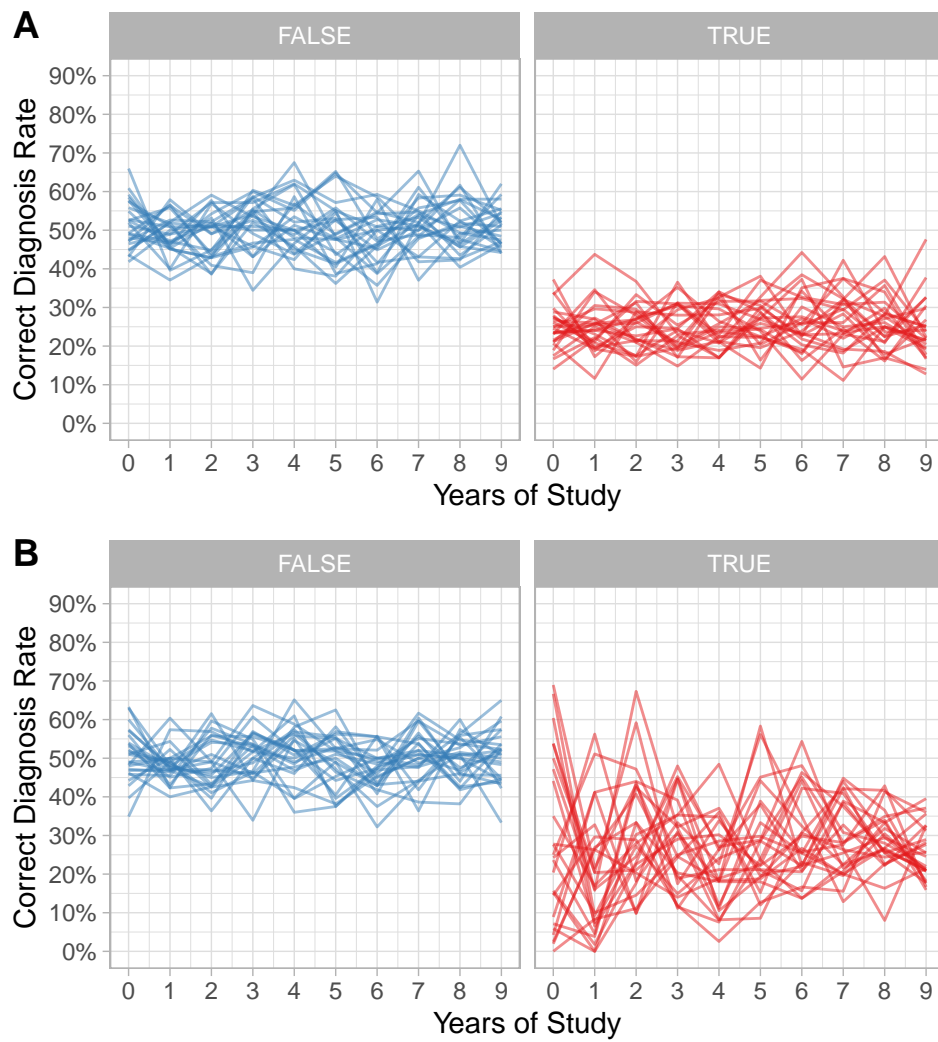 A
FALSE TRUE
Correct Diagnosis Rate
90%
80%
70%
60%
50%
40%
30%
20%
10%
0%
0 1 2 3 4 5 6 7 8 9 0 1 2 3 4 5 6 7 8 9
Years of Study
B
FALSE TRUE
Correct Diagnosis Rate
90%
80%
70%
60%
50%
40%
30%
20%
10%
0%
0 1 2 3 4 5 6 7 8 9 0 1 2 3 4 5 6 7 8 9
Years of Study